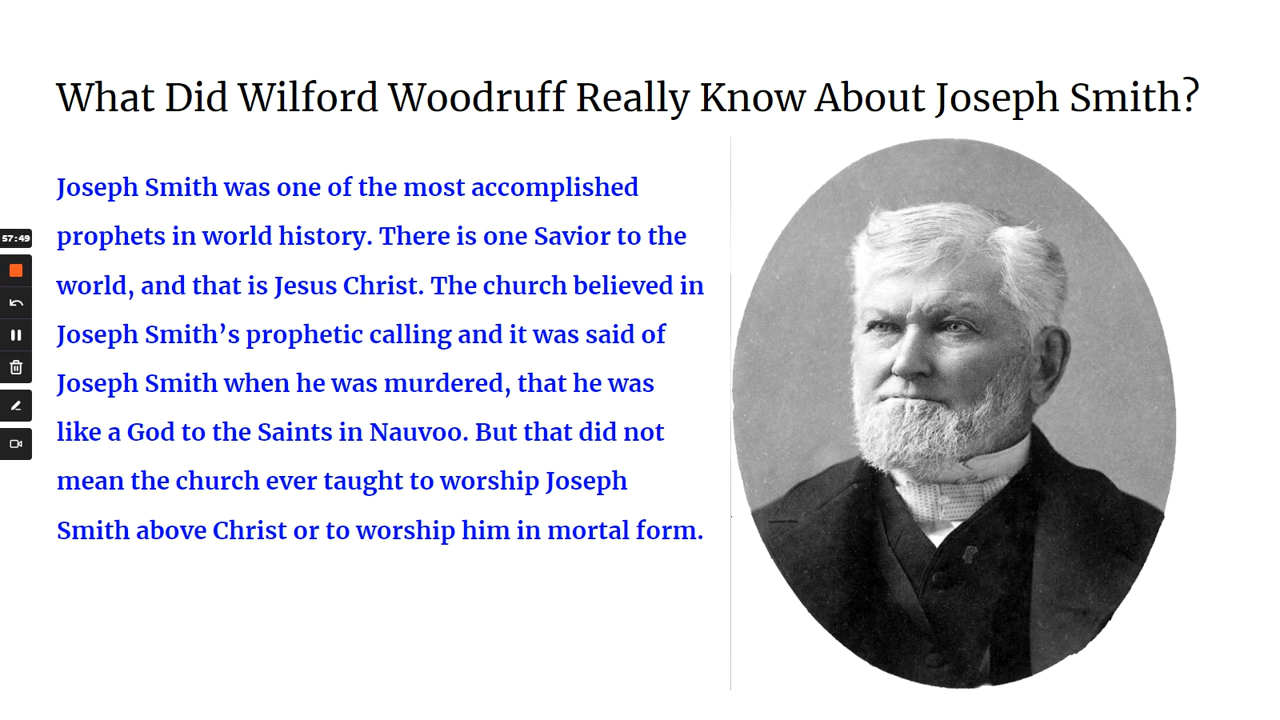 What Did Wilford Woodruff Really Know About Joseph Smith?
Joseph Smith was one of the most accomplished
prophets in world history. There is one Savior to the
world, and that is Jesus Christ. The church believed in
Joseph Smith’s prophetic calling and it was said of
Joseph Smith when he was murdered, that he was
like a God to the Saints in Nauvoo. But that did not
mean the church ever taught to worship Joseph
Smith above Christ or to worship him in mortal form.
57:49